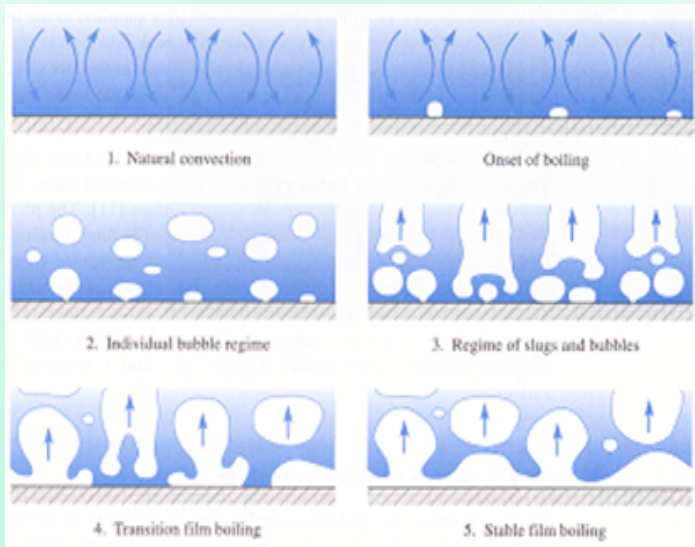 1. Natural convection
Onset of boiling
2. Individual bubble regime
3. Regime of slugs and bubbles
4. Transition film boiling
5. Stable film boiling